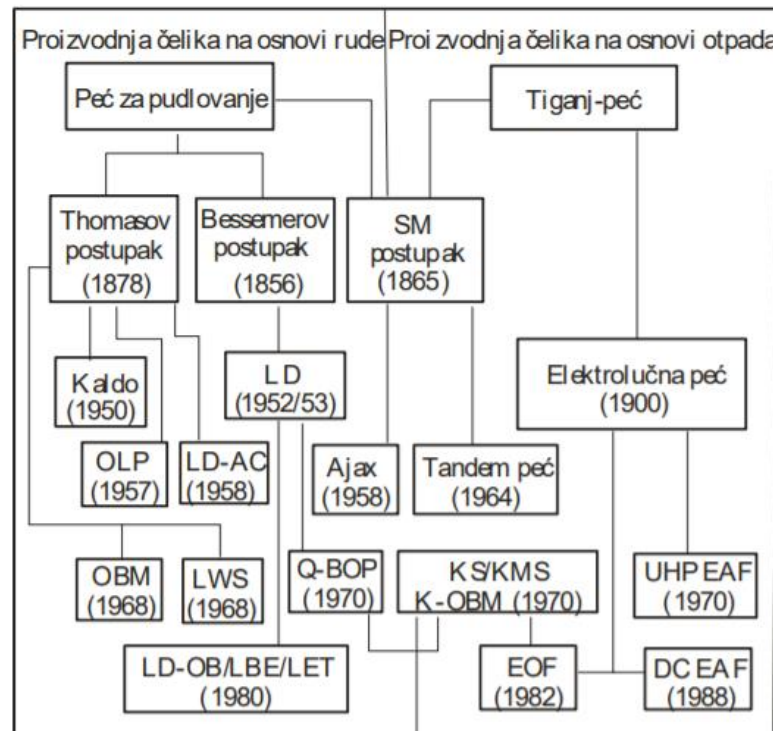 Proizvodnja čelika na osnovi rude
Proizvodnja čelika na osnovi otpada
Peć za pudlovanje
Tiganj-peć
Thomasov
postupak
(1878)
Bessemerov
postupak
(1856)
SM
postupak
(1865)
Kaldo
(1950)
LD
(1952/53)
Elektrolučna peć
(1900)
OLP
(1957)
LD-AC
(1958)
Ajax
(1958)
Tandem peć
(1964)
OBM
(1968)
LWS
(1968)
Q-BOP
(1970)
KS/KMS
K-OBM (1970)
UHP EAF
(1970)
LD-OB/LBE/LET
(1980)
EOF
(1982)
DC EAF
(1988)